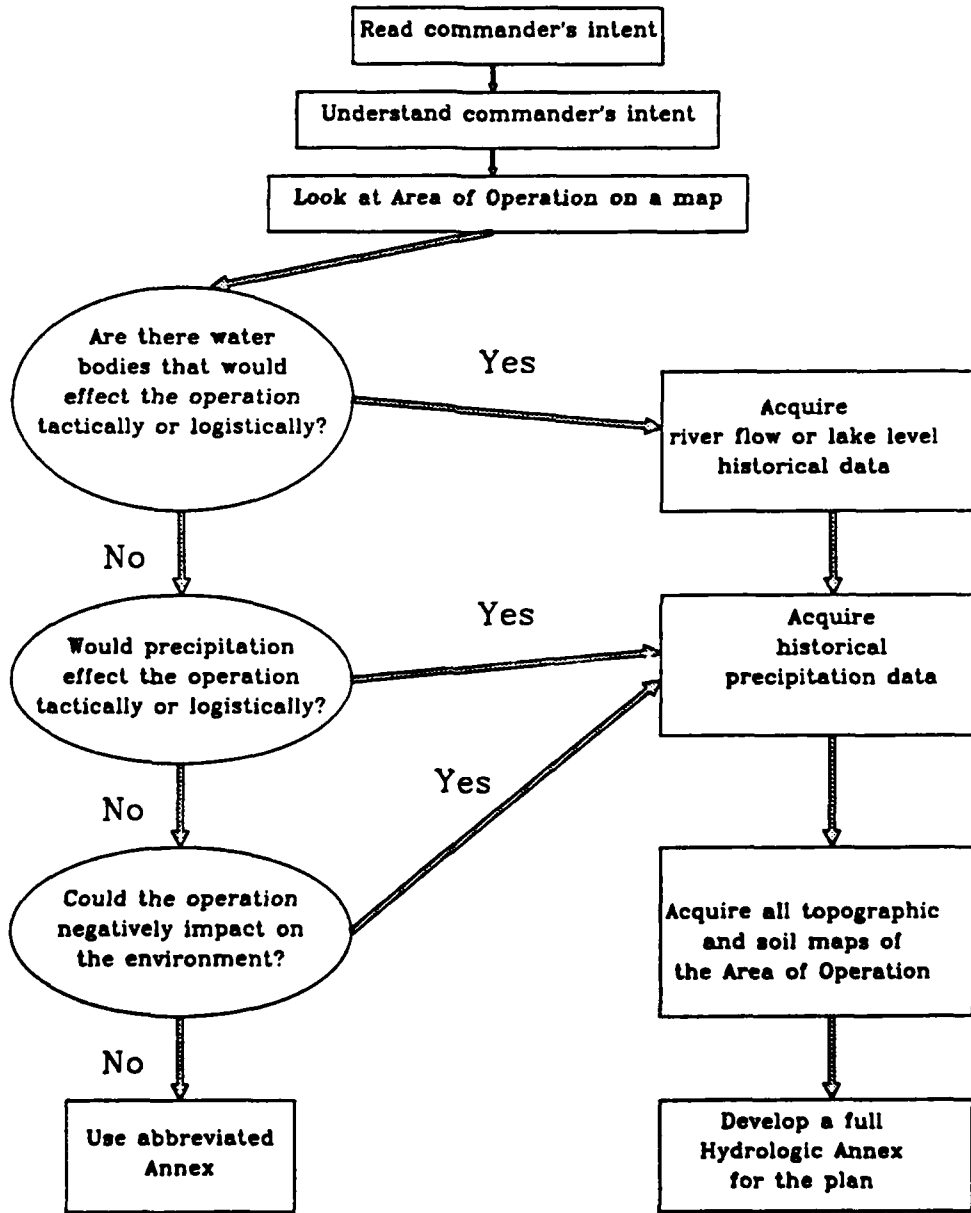 Read commander's intent
Understand commander's intent
Look at Area of Operation on a map
Are there water
bodies that would
effect the operation
tactically or logistically?
Yes
Acquire
river flow or lake level
historical data
No
Would precipitation
effect the operation
tactically or logistically?
Yes
Acquire
historical
precipitation data
No
Yes
Could the operation
negatively impact on
the environment?
Acquire all topographic
and soil maps of
the Area of Operation
No
Use abbreviated
Annex
Develop a full
Hydrologic Annex
for the plan